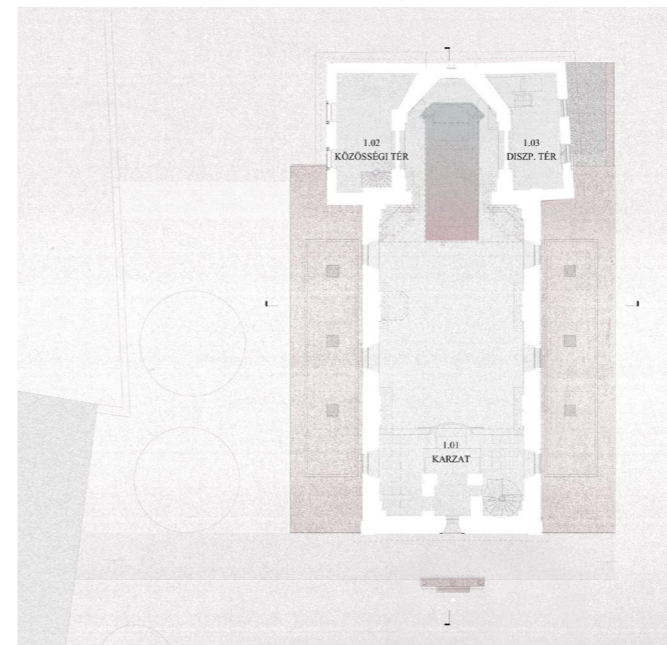 1.02
KÖZÖSSÉGI TÉR
1.03
DISZP. TÉR
1.01
KARZAT